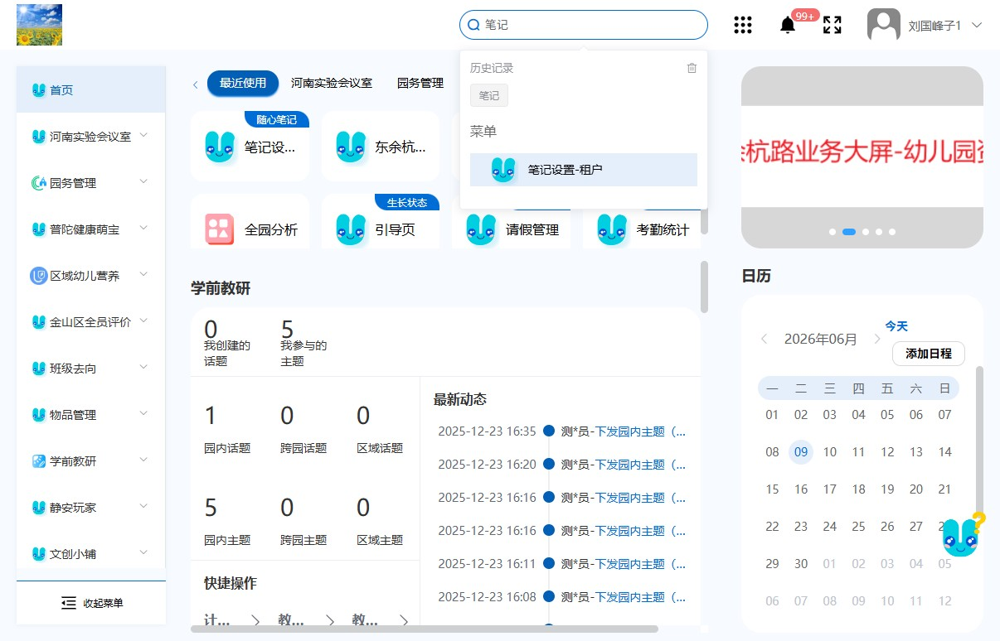 笔记
99+
刘国峰子1
首页
河南实验会议室
园务管理
普陀健康萌宝
区域幼儿营养
金山区全员评价
班级去向
物品管理
学前教研
静安玩家
文创小铺
收起菜单
最近使用
河南实验会议室
园务管理
随心笔记
笔记设...
东余杭...
全园分析
生长状态
引导页
请假管理
考勤统计
历史记录
笔记
菜单
笔记设置-租户
学前教研
0
我创建的
话题
5
我参与的
主题
1
园内话题
0
跨园话题
0
区域话题
5
园内主题
0
跨园主题
0
区域主题
快捷操作
计...
教...
教...
最新动态
2025-12-23 16:35 测*员-下发园内主题（...
2025-12-23 16:20 测*员-下发园内主题（...
2025-12-23 16:16 测*员-下发园内主题（...
2025-12-23 16:16 测*员-下发园内主题（...
2025-12-23 16:11 测*员-下发园内主题（...
2025-12-23 16:08 测*员-下发园内主题（...
杭路业务大屏-幼儿园
日历
今天
2026年06月
添加日程
一 二 三 四 五 六 日
01 02 03 04 05 06 07
08 09 10 11 12 13 14
15 16 17 18 19 20 21
22 23 24 25 26 27
29 30 01 02 03 04 05
06 07 08 09 10 11 12